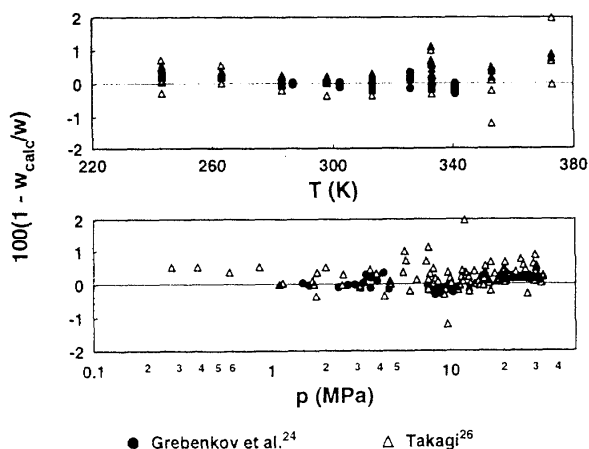 100(1 - w_calc/w)
2
1
0
-1
-2
220 260 300 340 380
T (K)
2
1
0
-1
-2
0.1 2 3 4 5 6 1 2 3 4 5 10 2 3 4
p (MPa)
● Grebenkov et al.²⁴ △ Takagi²⁶